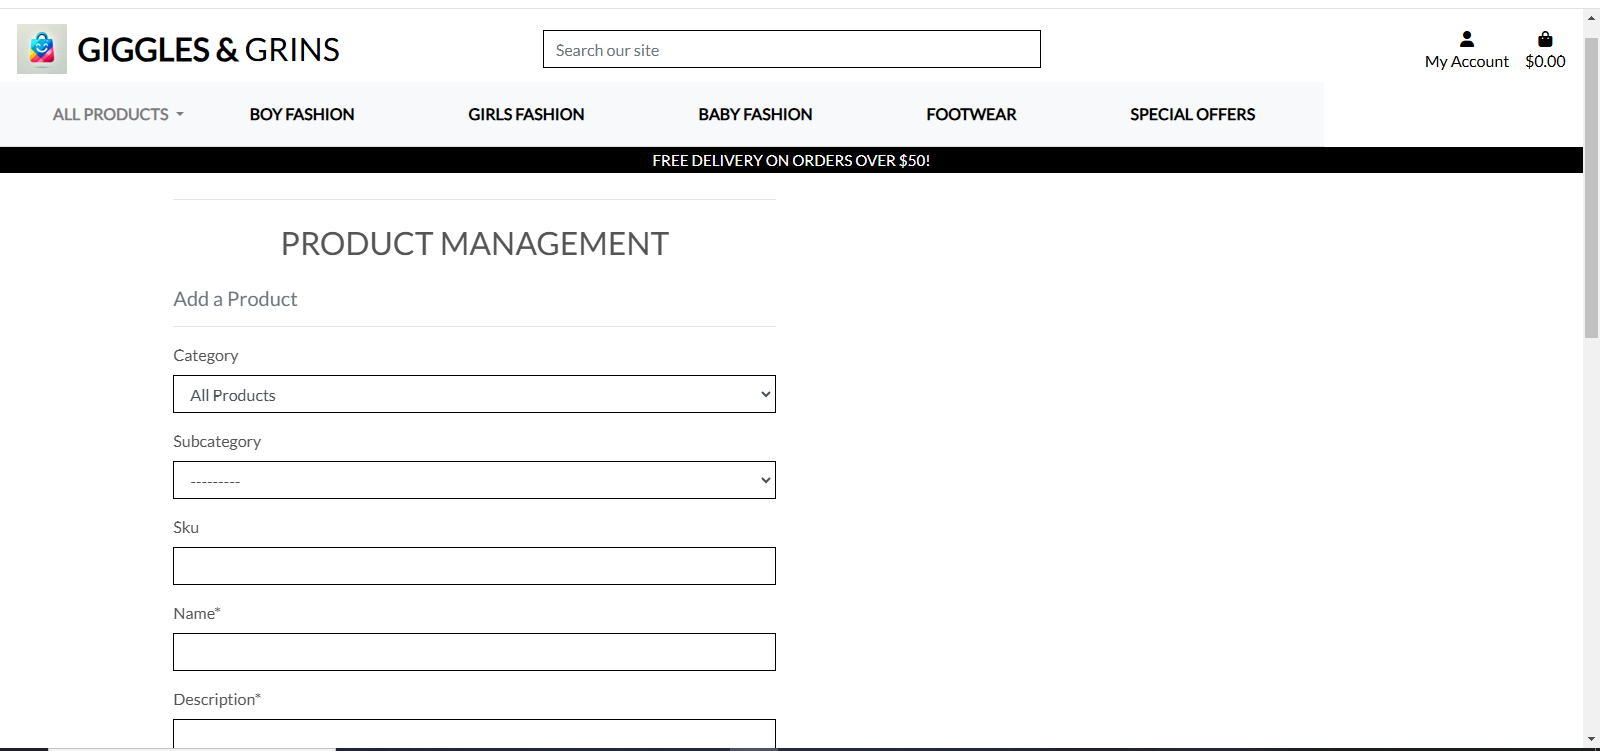 GIGGLES & GRINS
Search our site
My Account
$0.00
ALL PRODUCTS
BOY FASHION
GIRLS FASHION
BABY FASHION
FOOTWEAR
SPECIAL OFFERS
FREE DELIVERY ON ORDERS OVER $50!
PRODUCT MANAGEMENT
Add a Product
Category
All Products
Subcategory
---------
Sku
Name*
Description*